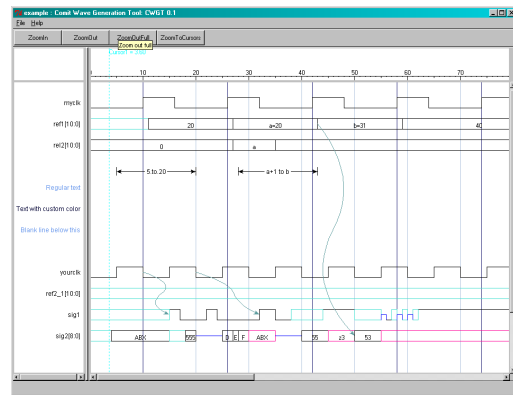 example : Comit Wave Generation Tool: CWGT 0.1
File Help
ZoomIn ZoomOut ZoomOutFull ZoomToCursors
Zoom out full
0 10 20 30 40 50 60 70
myclk
ref1[10:0] 20 a=20 b=31 40
ref2[10:0] 0 a
5.to.20 a+1 to b
Regular text
Text with custom color
Blank line below this
yourclk
ref2_1[10:0]
sig1
sig2[8:0] ABX 555 D E F ABX 55 z3 53